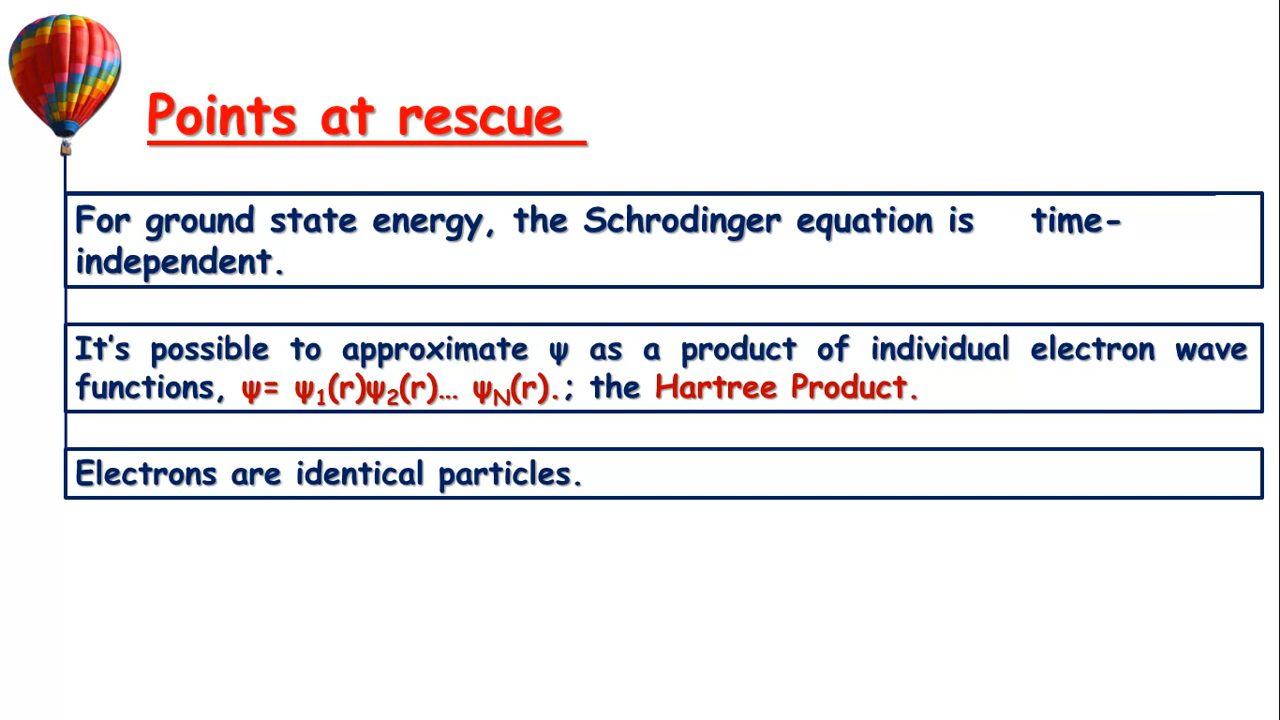 Points at rescue
For ground state energy, the Schrodinger equation is time-
independent.
It's possible to approximate ψ as a product of individual electron wave
functions, ψ= ψ₁(r)ψ₂(r)... ψN(r).; the Hartree Product.
Electrons are identical particles.